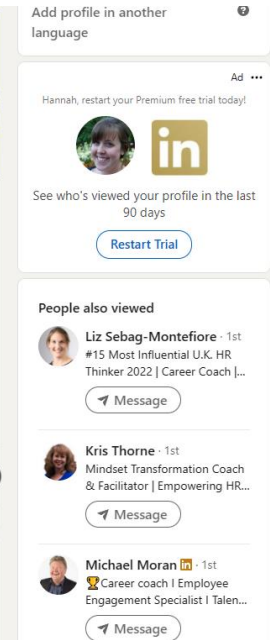 Add profile in another
language
Ad
Hannah, restart your Premium free trial today!
in
See who's viewed your profile in the last
90 days
Restart Trial
People also viewed
Liz Sebag-Montefiore · 1st
#15 Most Influential U.K. HR
Thinker 2022 | Career Coach |...
Message
Kris Thorne · 1st
Mindset Transformation Coach
& Facilitator | Empowering HR...
Message
Michael Moran in · 1st
🏆Career coach I Employee
Engagement Specialist I Talen...
Message